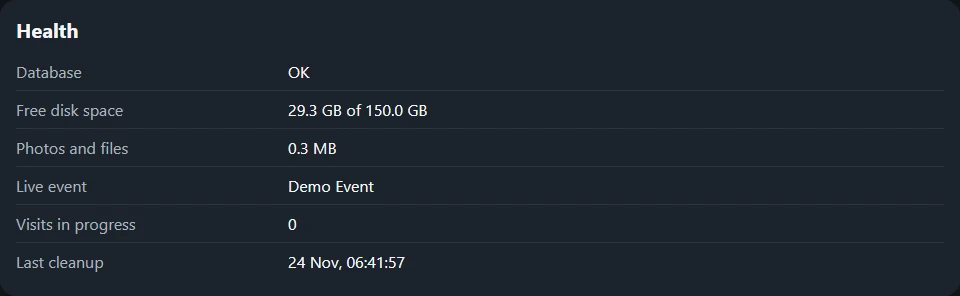 Health
Database OK
Free disk space 29.3 GB of 150.0 GB
Photos and files 0.3 MB
Live event Demo Event
Visits in progress 0
Last cleanup 24 Nov, 06:41:57